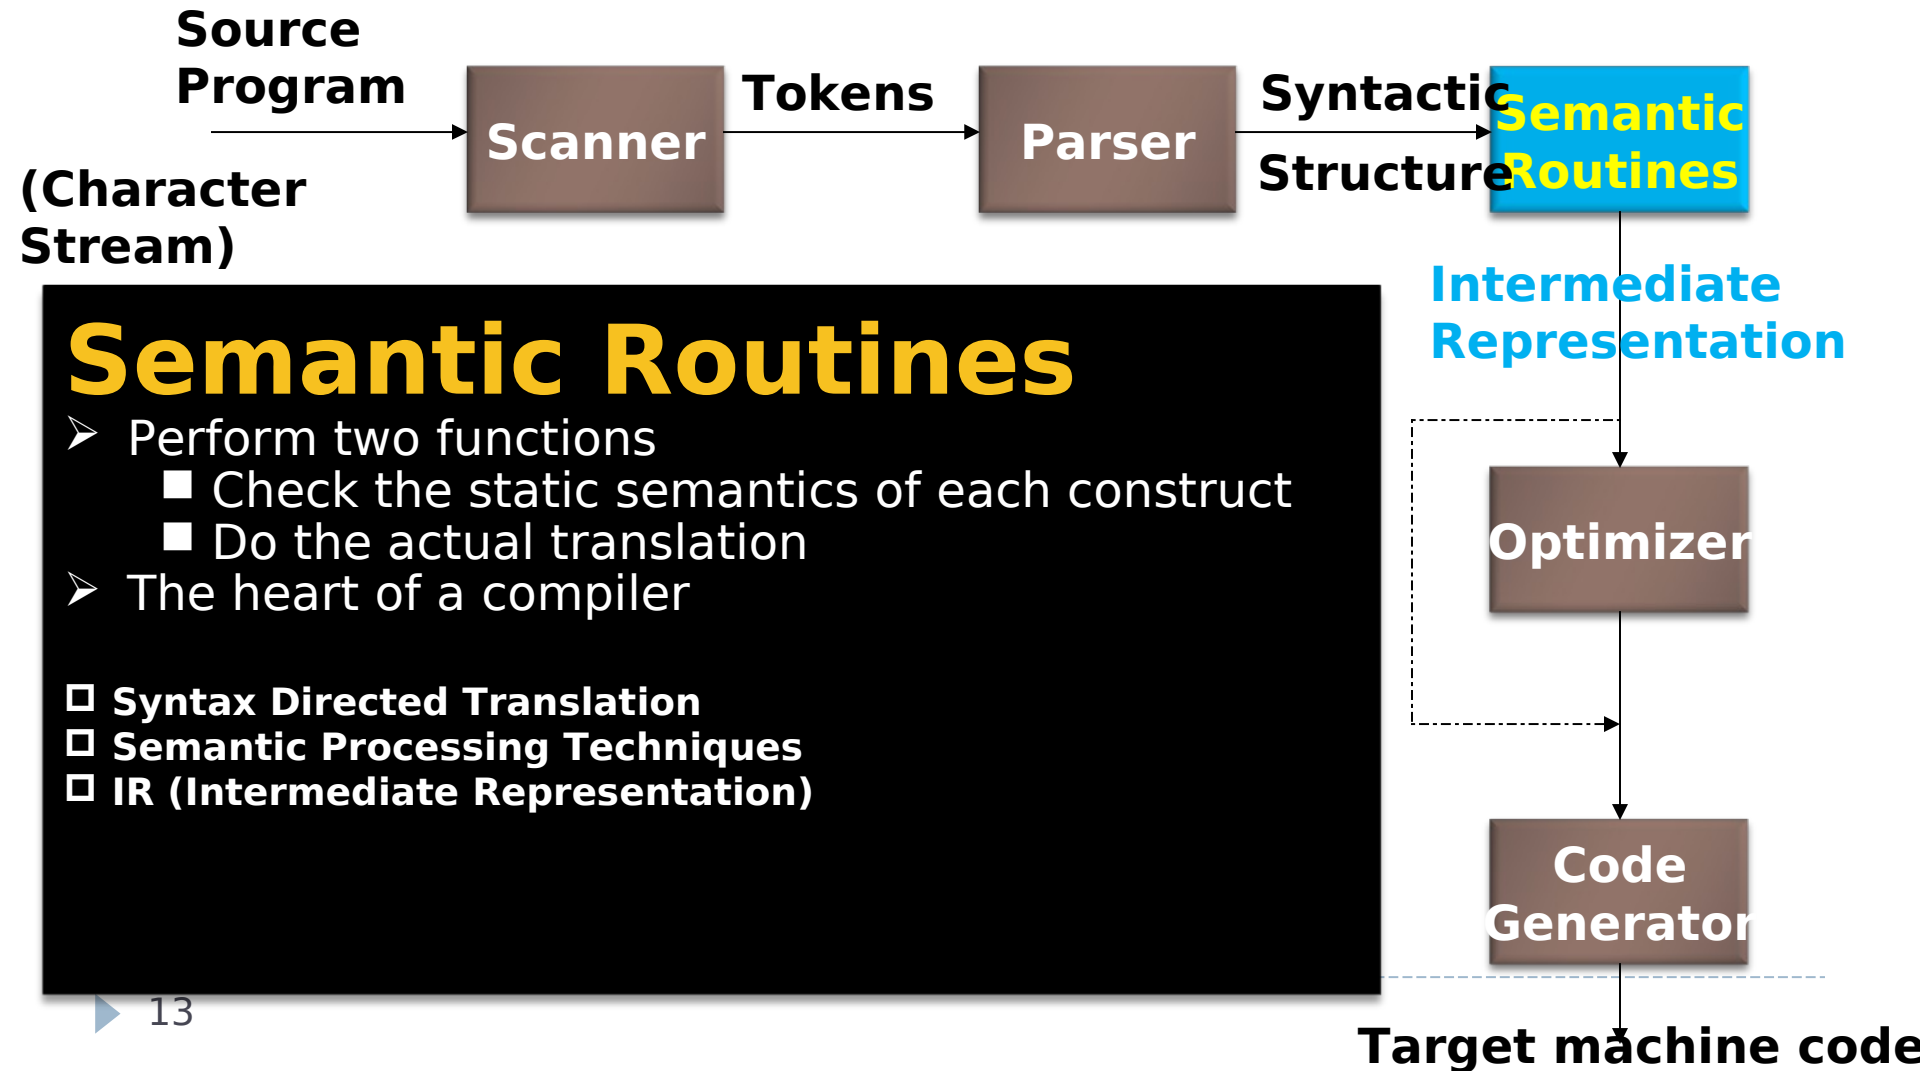 Source
Program
(Character
Stream)
Scanner
Tokens
Parser
Syntactic
Structure
Semantic
Routines
Intermediate
Representation
Semantic Routines
Perform two functions
Check the static semantics of each construct
Do the actual translation
The heart of a compiler
Syntax Directed Translation
Semantic Processing Techniques
IR (Intermediate Representation)
Optimizer
Code
Generator
13
Target machine code